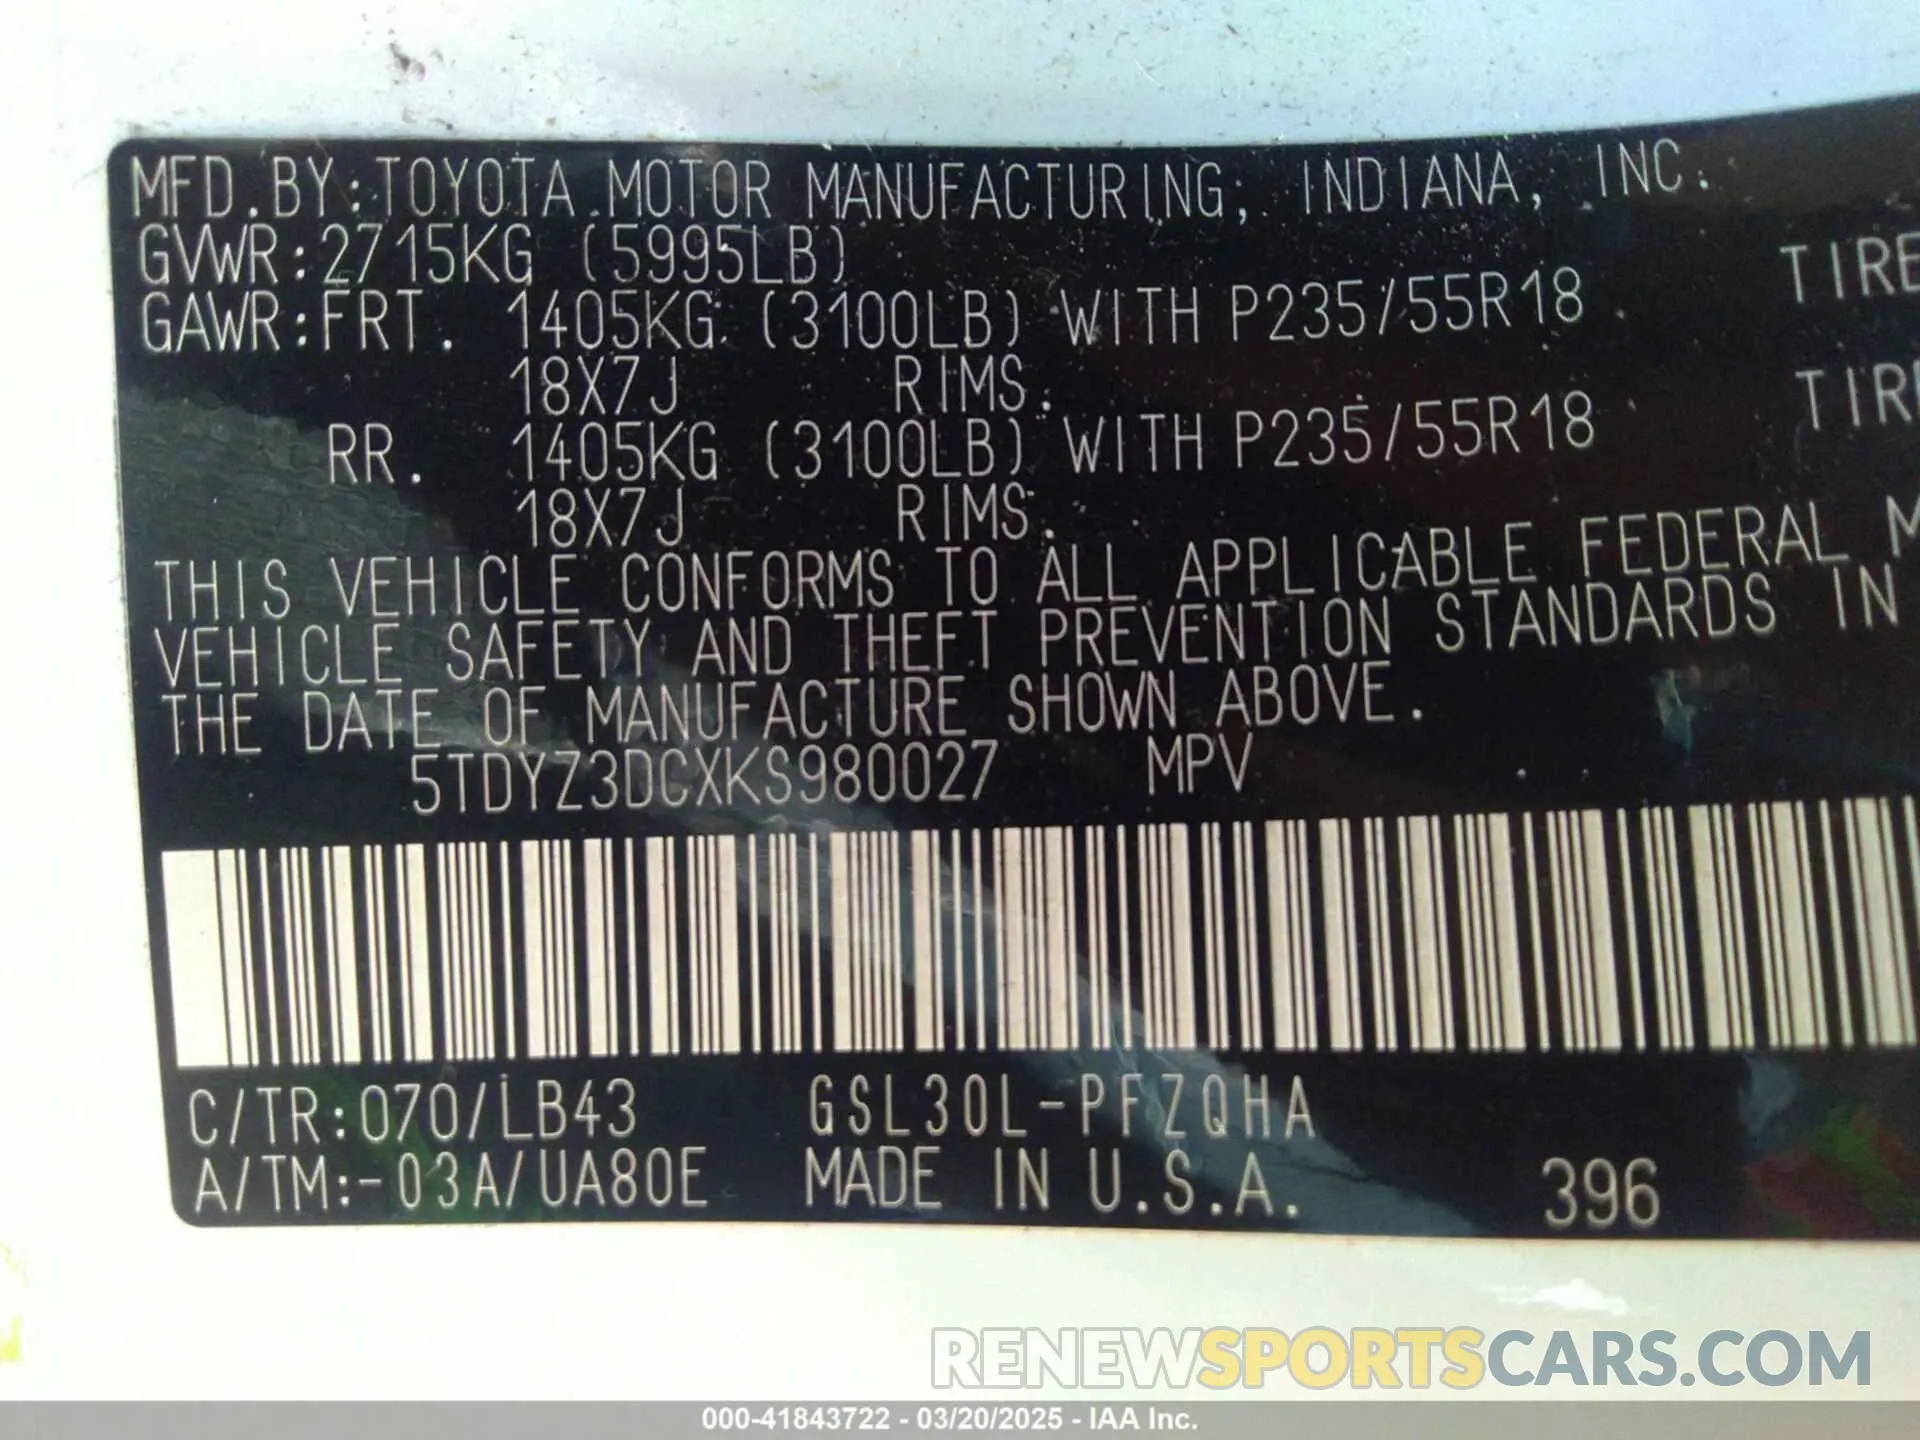 MFD.BY:TOYOTA MOTOR MANUFACTURING, INDIANA, INC.
GVWR:2715KG (5995LB)
GAWR:FRT. 1405KG (3100LB) WITH P235/55R18 TIRE
18X7J RIMS.
RR. 1405KG (3100LB) WITH P235/55R18 TIRE
18X7J RIMS.
THIS VEHICLE CONFORMS TO ALL APPLICABLE FEDERAL M
VEHICLE SAFETY AND THEFT PREVENTION STANDARDS IN
THE DATE OF MANUFACTURE SHOWN ABOVE.
5TDYZ3DCXKS980027 MPV
C/TR:070/LB43 GSL30L-PFZQHA
A/TM:-03A/UA80E MADE IN U.S.A. 396
RENEWSPORTSCARS.COM
000-41843722 - 03/20/2025 - IAA Inc.